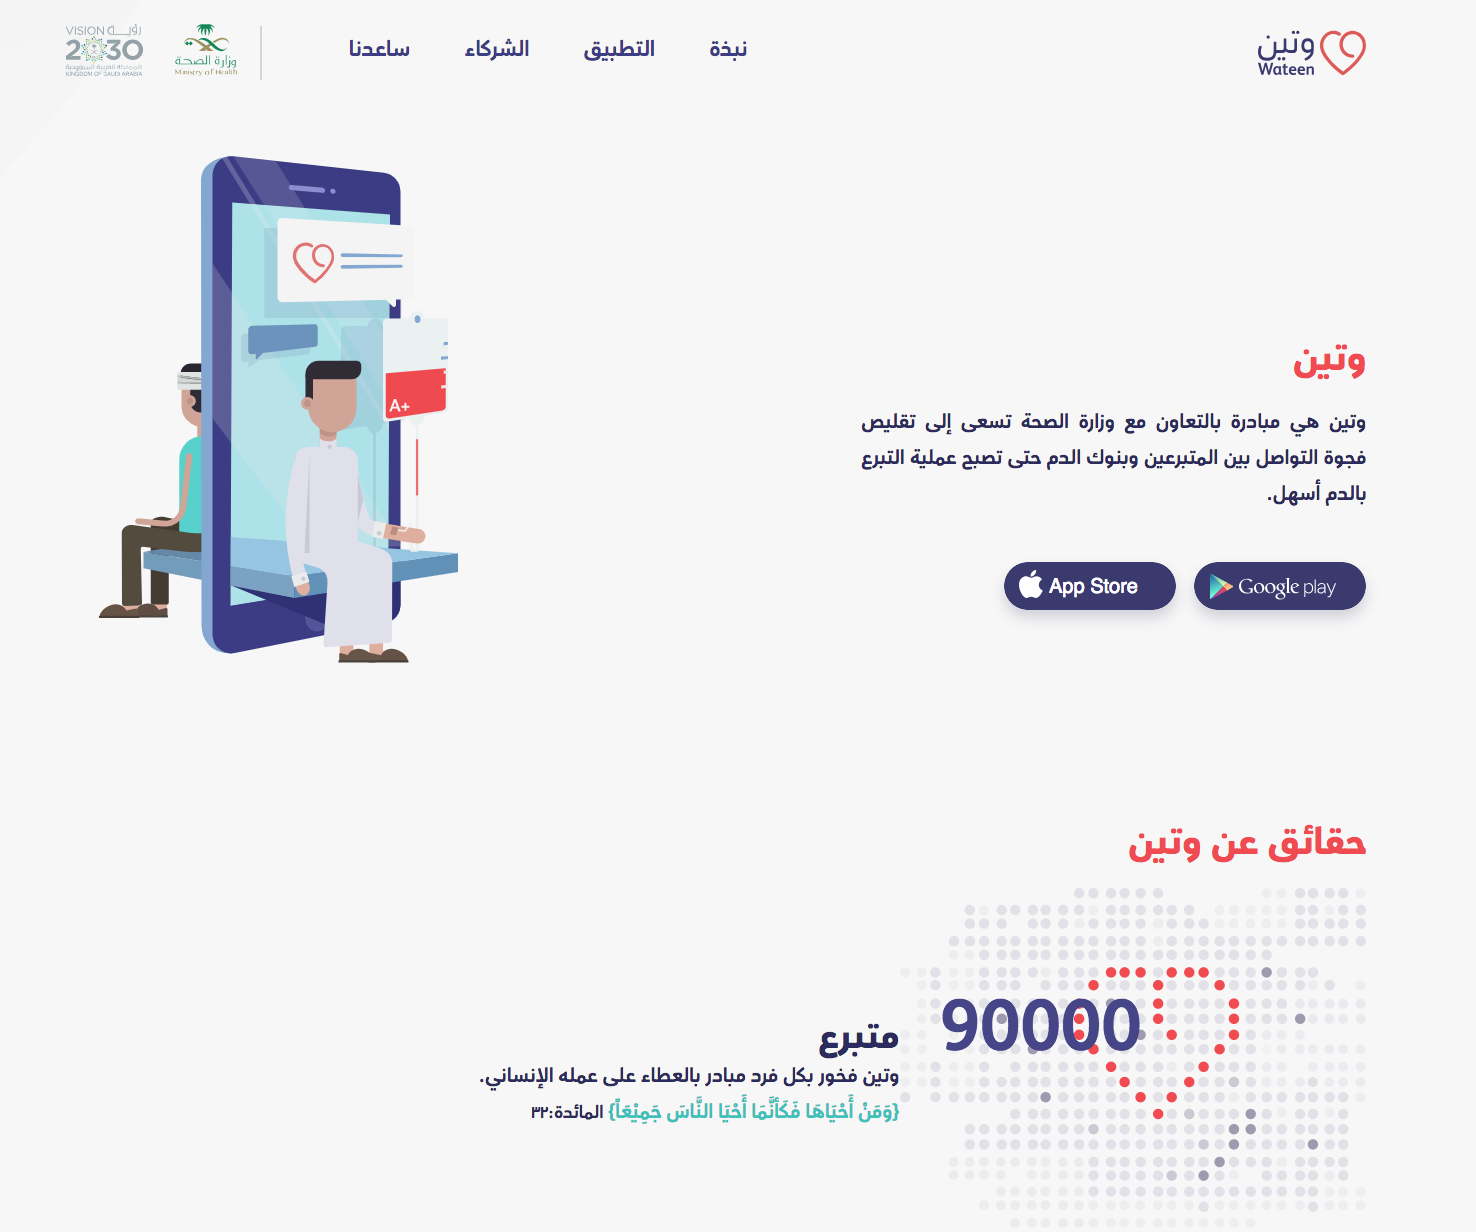 وتين
Wateen
نبذة
التطبيق
الشركاء
ساعدنا
وزارة الصحة
Ministry of Health
VISION رؤيــــة
2030
المملكة العربية السعودية
KINGDOM OF SAUDI ARABIA
A+
وتين
وتين هي مبادرة بالتعاون مع وزارة الصحة تسعى إلى تقليص
فجوة التواصل بين المتبرعين وبنوك الدم حتى تصبح عملية التبرع
بالدم أسهل.
Google play
App Store
حقائق عن وتين
90000
متبرع
وتين فخور بكل فرد مبادر بالعطاء على عمله الإنساني.
{وَمَنْ أَحْيَاهَا فَكَأَنَّمَا أَحْيَا النَّاسَ جَمِيْعَاً} المائدة:٣٢